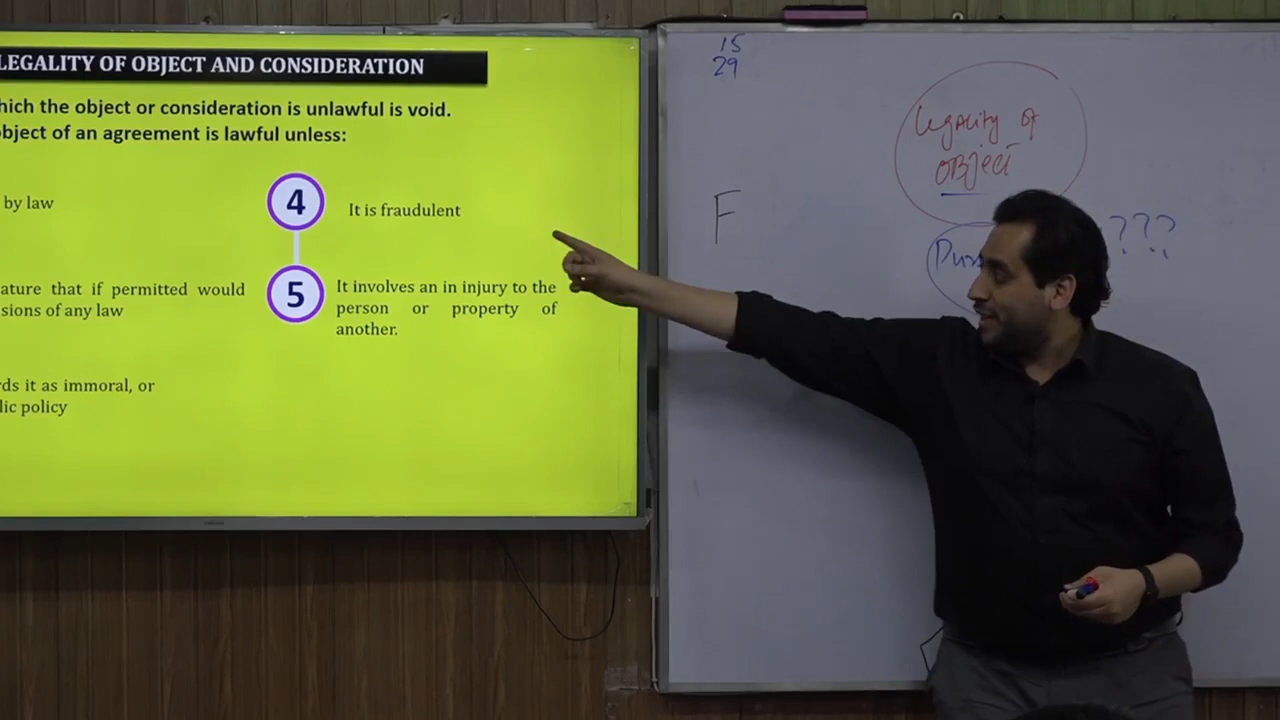 LEGALITY OF OBJECT AND CONSIDERATION
hich the object or consideration is unlawful is void.
object of an agreement is lawful unless:
by law
4
It is fraudulent
ature that if permitted would
sions of any law
5
It involves an in injury to the
person or property of
another.
rds it as immoral, or
lic policy
15
29
legality of
OBJECT
F
???